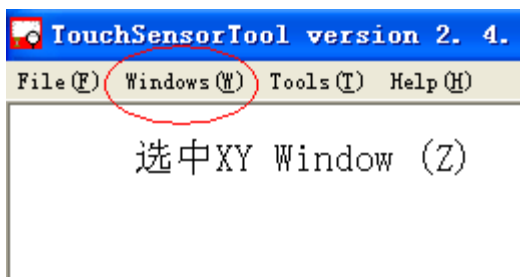 TouchSensorTool version 2. 4.
File(F) Windows(W) Tools(T) Help(H)
选中XY Window (Z)